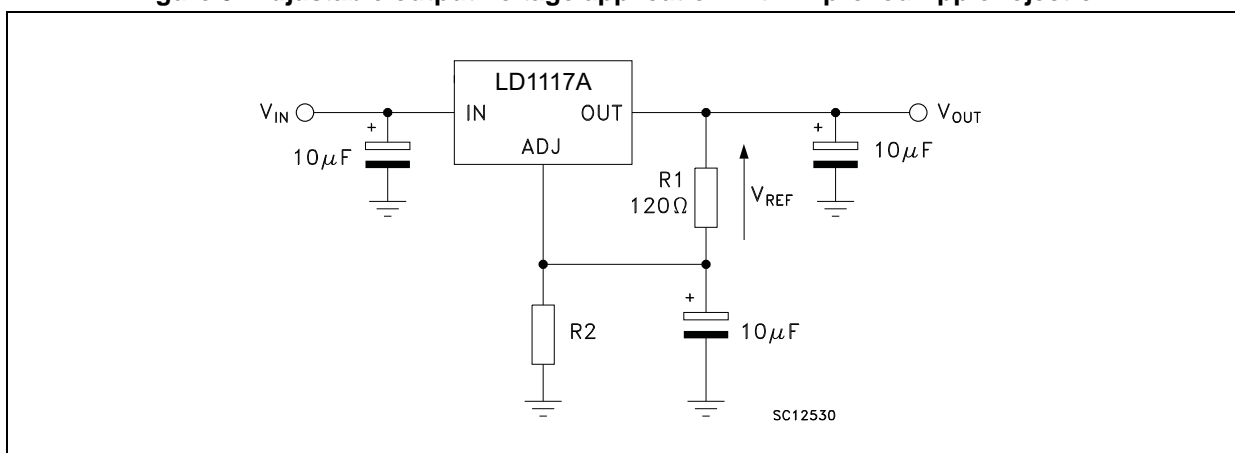 LD1117A
V_IN
IN
OUT
V_OUT
ADJ
+
10μF
+
10μF
R1
120Ω
V_REF
+
R2
10μF
SC12530